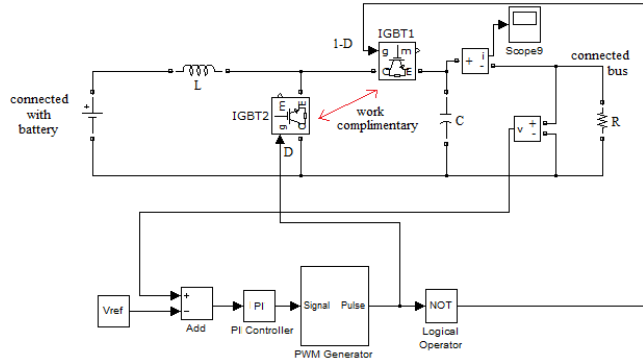 IGBT1
1-D
g m
C E
i
+
-
Scope9
connected
bus
L
connected
with
battery
+
IGBT2
m E
g C
D
work
complimentary
C
v
+
-
R
Vref
+
−
Add
PI
PI Controller
Signal Pulse
PWM Generator
NOT
Logical
Operator